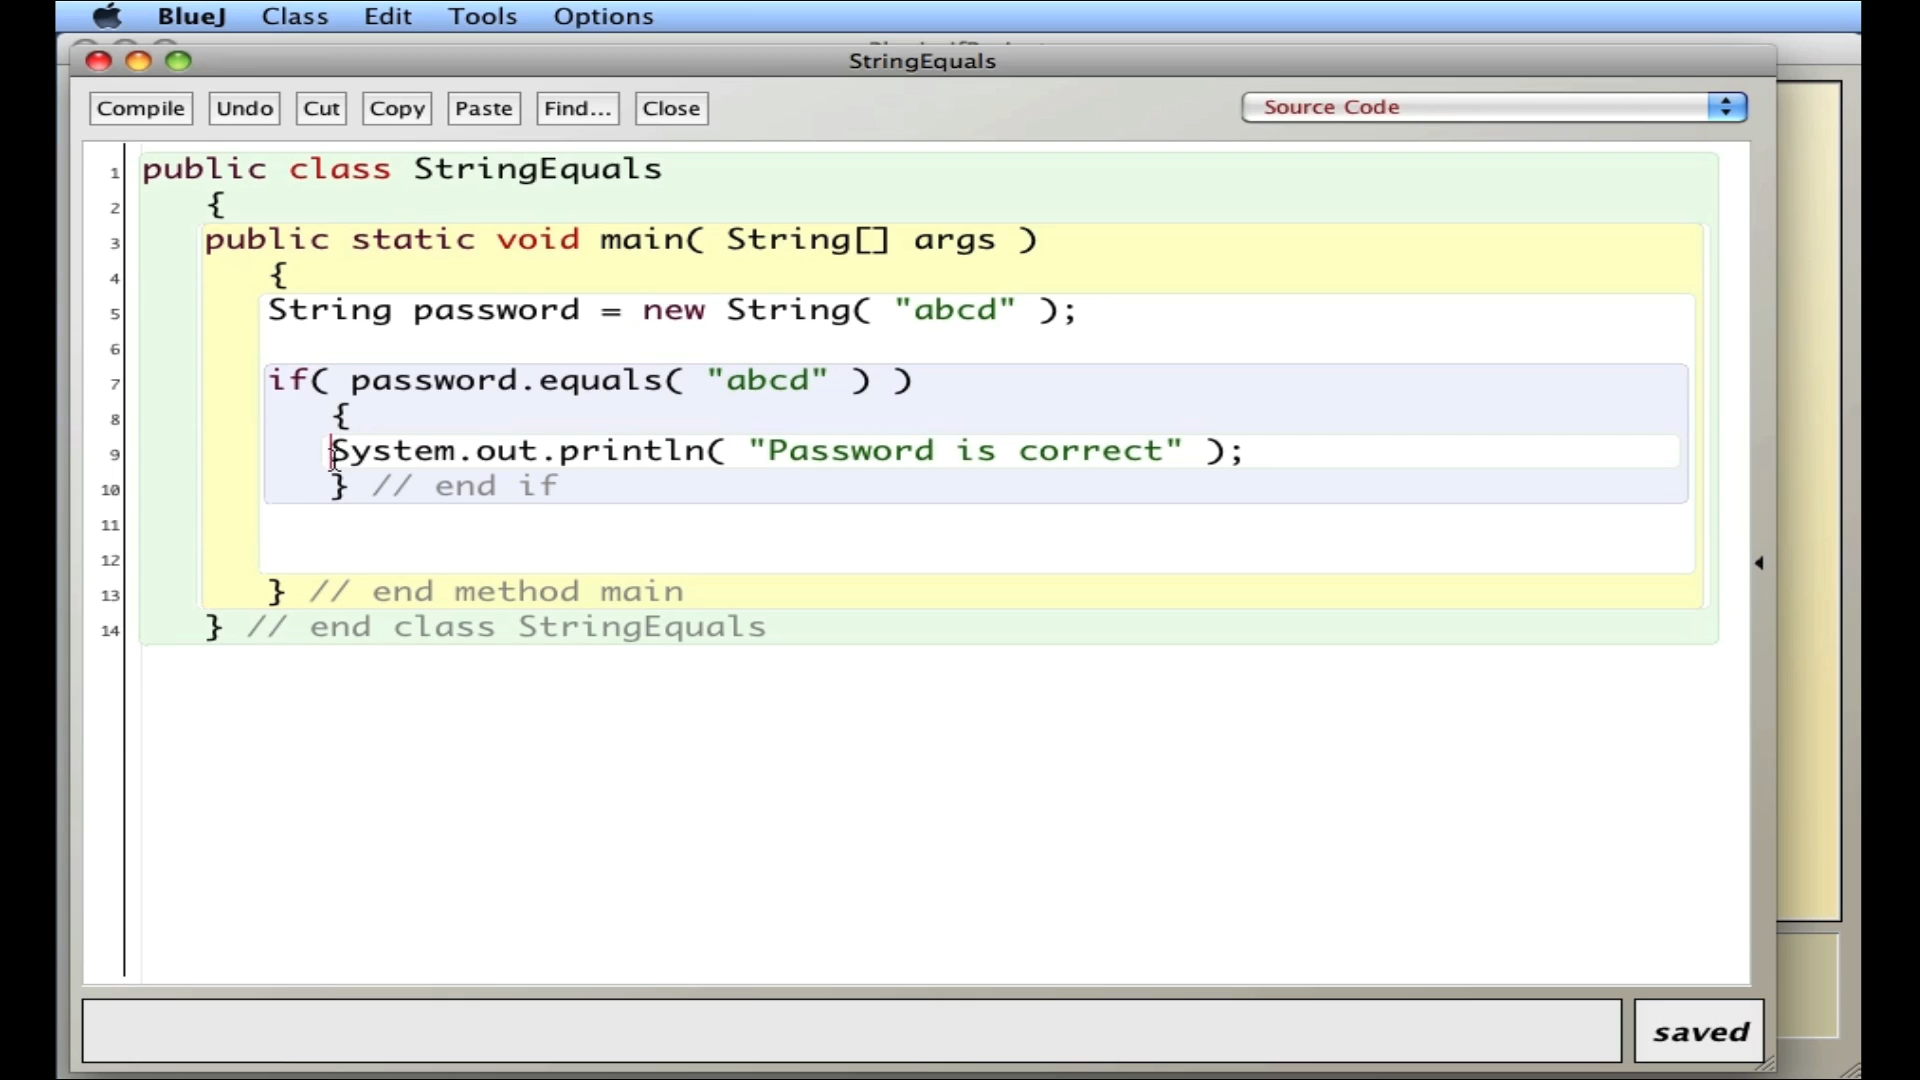 BlueJ Class Edit Tools Options
StringEquals
Compile Undo Cut Copy Paste Find... Close Source Code
1 public class StringEquals
2 {
3 public static void main( String[] args )
4 {
5 String password = new String( "abcd" );
6
7 if( password.equals( "abcd" ) )
8 {
9 System.out.println( "Password is correct" );
10 } // end if
11
12
13 } // end method main
14 } // end class StringEquals
saved